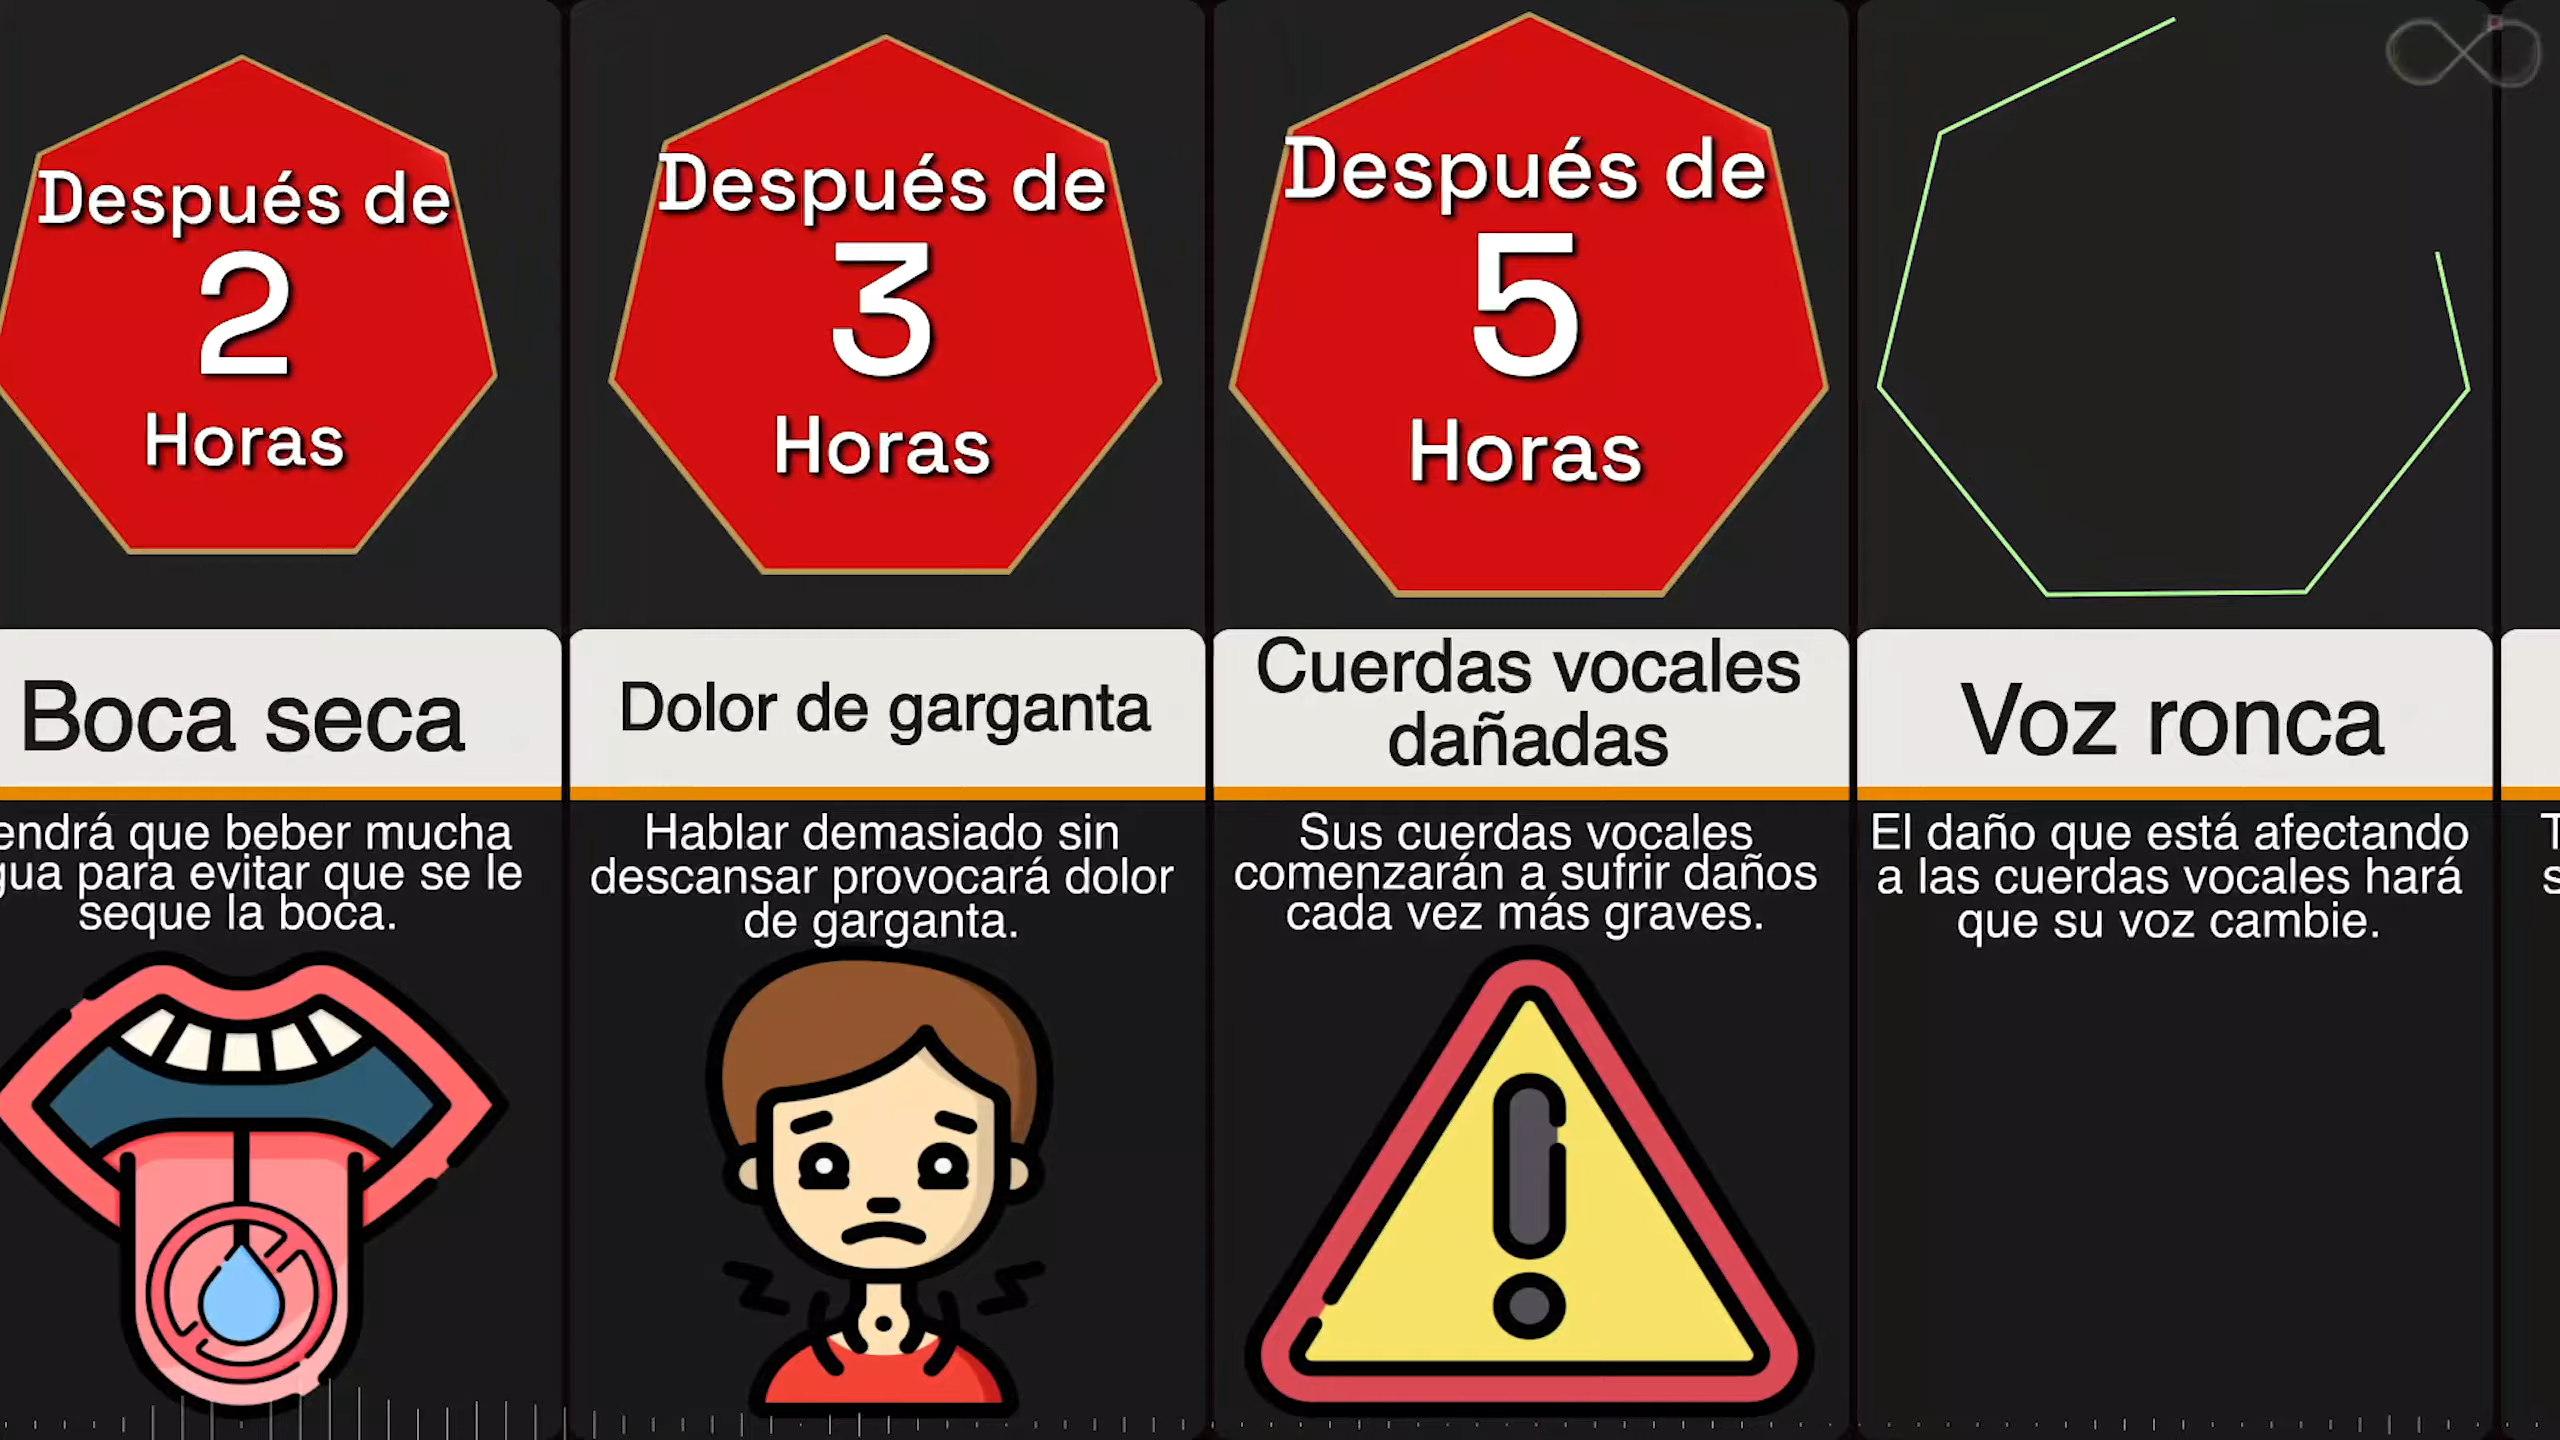 Después de
2
Horas
Boca seca
que beber mucha
para evitar que se le
seque la boca.
Después de
3
Horas
Dolor de garganta
Hablar demasiado sin
descansar provocará dolor
de garganta.
Después de
5
Horas
Cuerdas vocales
dañadas
Sus cuerdas vocales
comenzarán a sufrir daños
cada vez más graves.
Voz ronca
El daño que está afectando
a las cuerdas vocales hará
que su voz cambie.